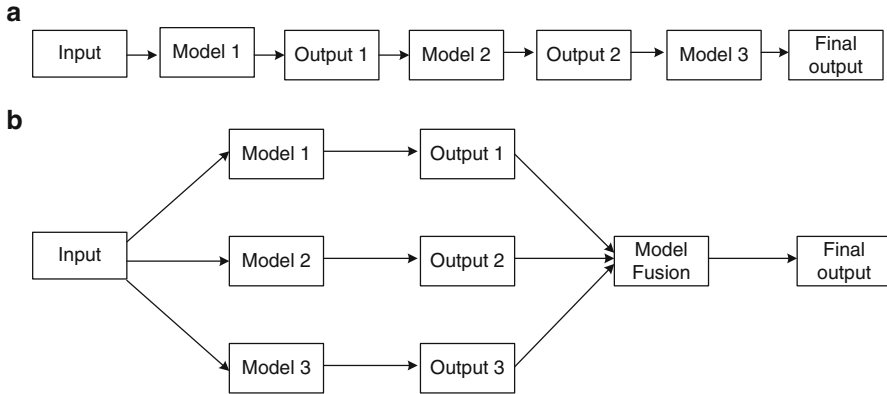 a
Input
Model 1
Output 1
Model 2
Output 2
Model 3
Final
output
b
Model 1
Output 1
Input
Model 2
Output 2
Model
Fusion
Final
output
Model 3
Output 3